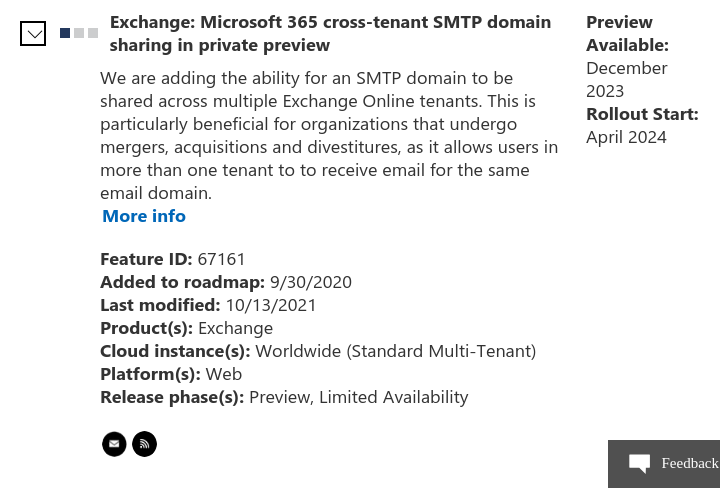 Exchange: Microsoft 365 cross-tenant SMTP domain
sharing in private preview
We are adding the ability for an SMTP domain to be
shared across multiple Exchange Online tenants. This is
particularly beneficial for organizations that undergo
mergers, acquisitions and divestitures, as it allows users in
more than one tenant to to receive email for the same
email domain.
More info
Feature ID: 67161
Added to roadmap: 9/30/2020
Last modified: 10/13/2021
Product(s): Exchange
Cloud instance(s): Worldwide (Standard Multi-Tenant)
Platform(s): Web
Release phase(s): Preview, Limited Availability
Preview
Available:
December
2023
Rollout Start:
April 2024
Feedback